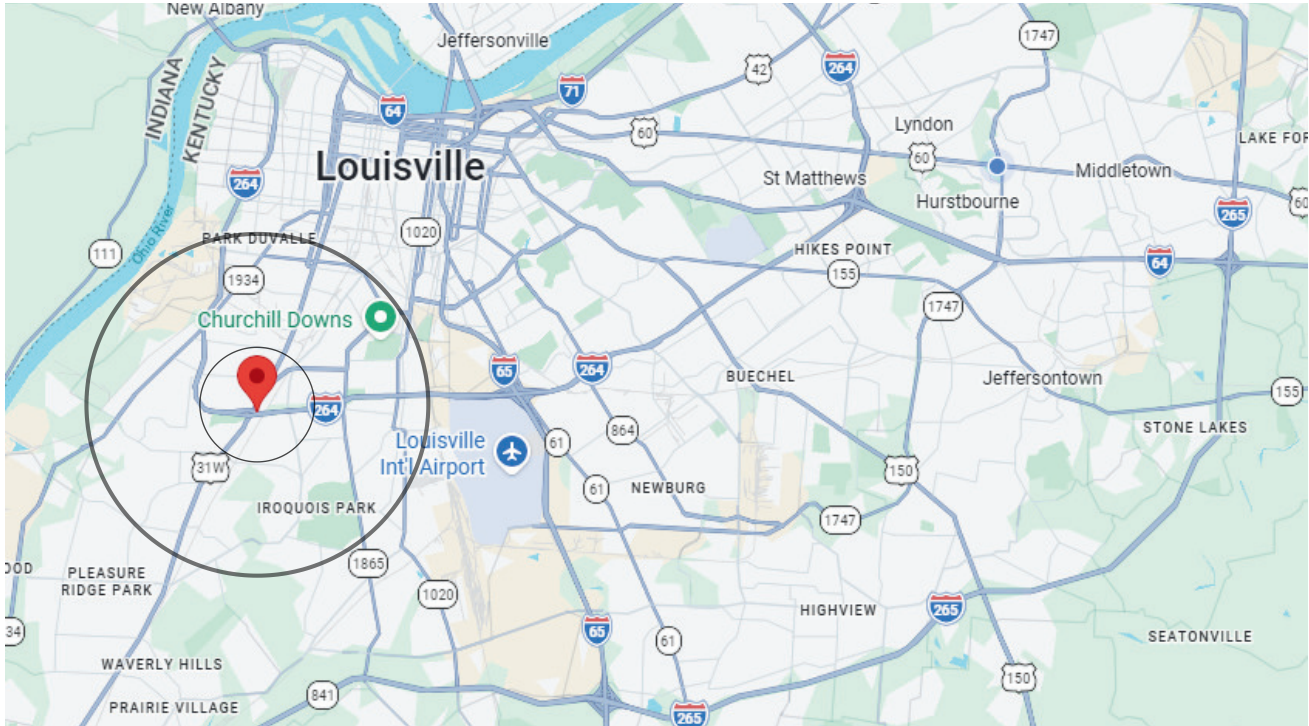 New Albany
Jeffersonville
INDIANA
KENTUCKY
1747
42
264
71
64
60
Lyndon
LAKE FOR
60
Louisville
264
St Matthews
Middletown
Hurstbourne
60
265
Ohio River
111
PARK DUVALLE
1020
HIKES POINT
155
64
1934
Churchill Downs
1747
65
264
BUECHEL
Jeffersontown
155
264
864
STONE LAKES
Louisville
Int'l Airport
61
31W
150
61
NEWBURG
IROQUOIS PARK
1747
OOD
PLEASURE
RIDGE PARK
1865
1020
HIGHVIEW
265
34
65
61
SEATONVILLE
WAVERLY HILLS
150
841
PRAIRIE VILLAGE
265